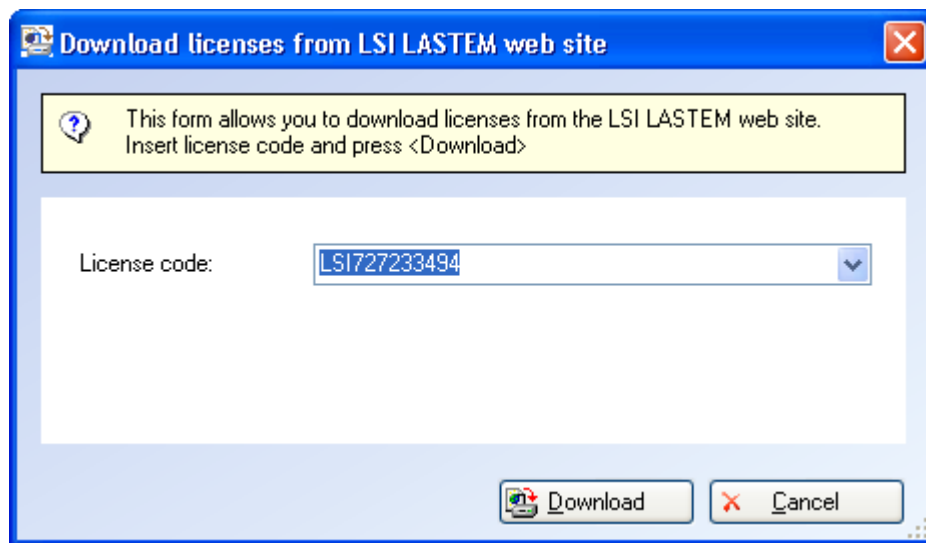 Download licenses from LSI LASTEM web site
This form allows you to download licenses from the LSI LASTEM web site.
Insert license code and press <Download>
License code:
LSI727233494
Download
Cancel